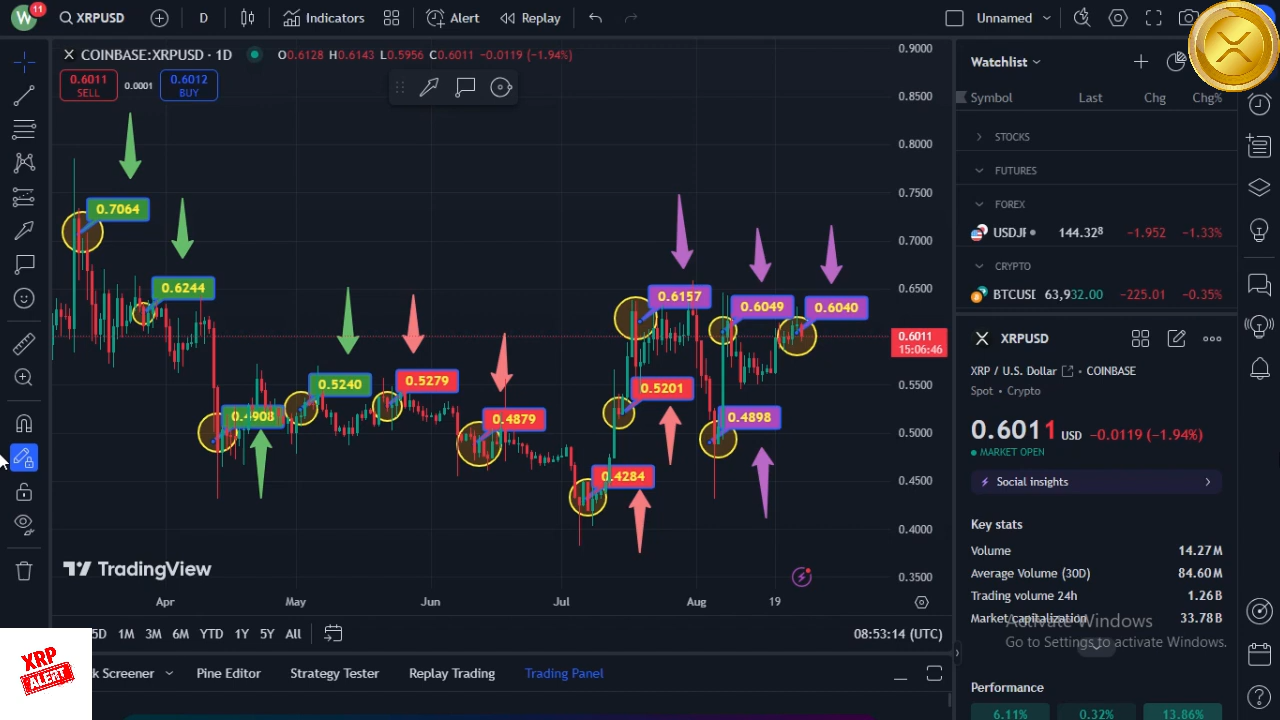 W
11
XRPUSD
D
Indicators
Alert
Replay
Unnamed
COINBASE:XRPUSD · 1D
O0.6128 H0.6143 L0.5956 C0.6011 −0.0119 (−1.94%)
0.6011
SELL
0.0001
0.6012
BUY
0.9000
0.8500
0.8000
0.7500
0.7000
0.6500
0.6011
15:06:46
0.5500
0.5000
0.4500
0.4000
0.3500
0.7064
0.6244
0.4908
0.5240
0.5279
0.4879
0.4284
0.5201
0.6157
0.6049
0.6040
0.4898
TradingView
Apr
May
Jun
Jul
Aug
19
5D 1M 3M 6M YTD 1Y 5Y All
08:53:14 (UTC)
k Screener
Pine Editor
Strategy Tester
Replay Trading
Trading Panel
XRP
ALERT
Watchlist
Symbol Last Chg Chg%
STOCKS
FUTURES
FOREX
USDJF 144.328 −1.952 −1.33%
CRYPTO
BTCUSI 63,932.00 −225.01 −0.35%
XRPUSD
XRP / U.S. Dollar COINBASE
Spot • Crypto
0.6011 USD −0.0119 (−1.94%)
MARKET OPEN
Social insights
Key stats
Volume 14.27M
Average Volume (30D) 84.60M
Trading volume 24h 1.26B
Market capitalization 33.78B
Activate Windows
Go to Settings to activate Windows.
Performance
6.11% 0.32% 13.86%